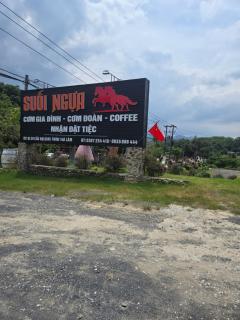 SUỐI NGỰA
CƠM GIA ĐÌNH - CƠM ĐOÀN - COFFEE
NHẬN ĐẶT TIỆC